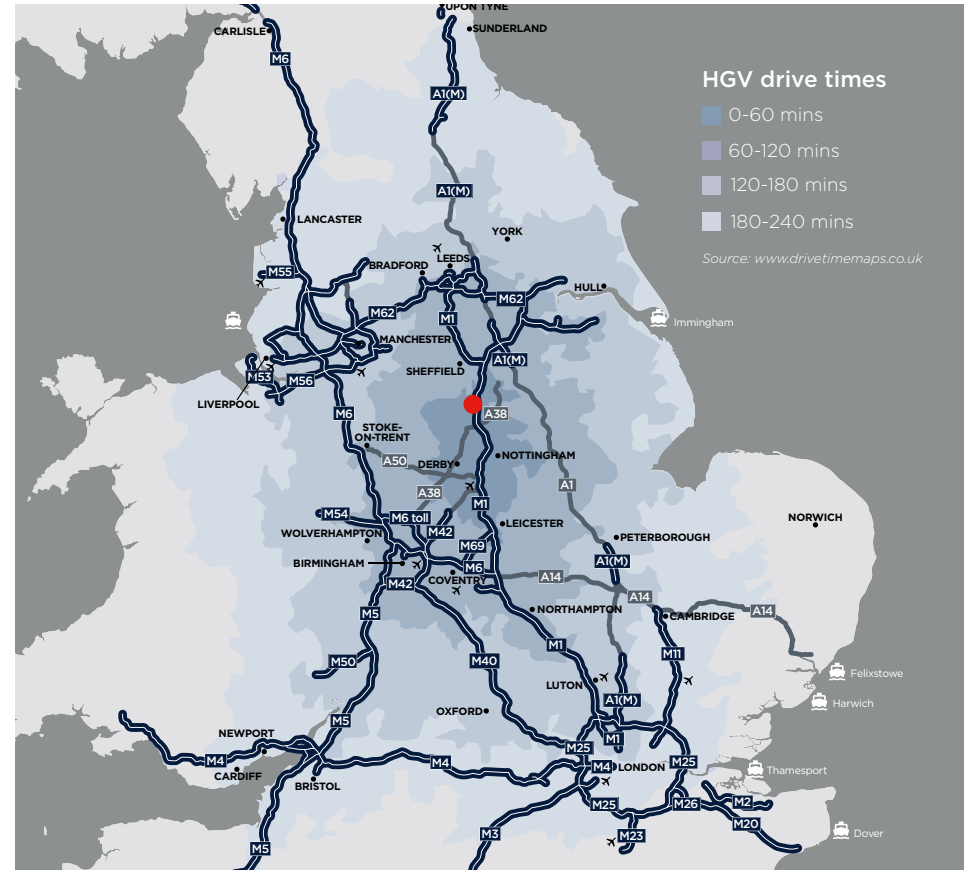 UPON TYNE
CARLISLE
SUNDERLAND
M6
A1(M)
HGV drive times
0-60 mins
60-120 mins
120-180 mins
180-240 mins
Source: www.drivetimemaps.co.uk
A1(M)
LANCASTER
YORK
LEEDS
BRADFORD
M55
HULL
M62
M62
Immingham
M1
MANCHESTER
A1(M)
SHEFFIELD
M53
M56
LIVERPOOL
M6
A38
STOKE-
ON-TRENT
NOTTINGHAM
A50
DERBY
A1
A38
M1
M54
M6 toll
NORWICH
LEICESTER
M42
WOLVERHAMPTON
PETERBOROUGH
M69
A1(M)
BIRMINGHAM
M6
COVENTRY
A14
M42
A14
NORTHAMPTON
A14
M5
CAMBRIDGE
M1
M50
M40
M11
Felixstowe
LUTON
A1(M)
Harwich
OXFORD
M5
NEWPORT
M1
M25
M4
M4
M25
M4
LONDON
CARDIFF
Thamesport
BRISTOL
M25
M26
M2
M20
M3
M23
Dover
M5